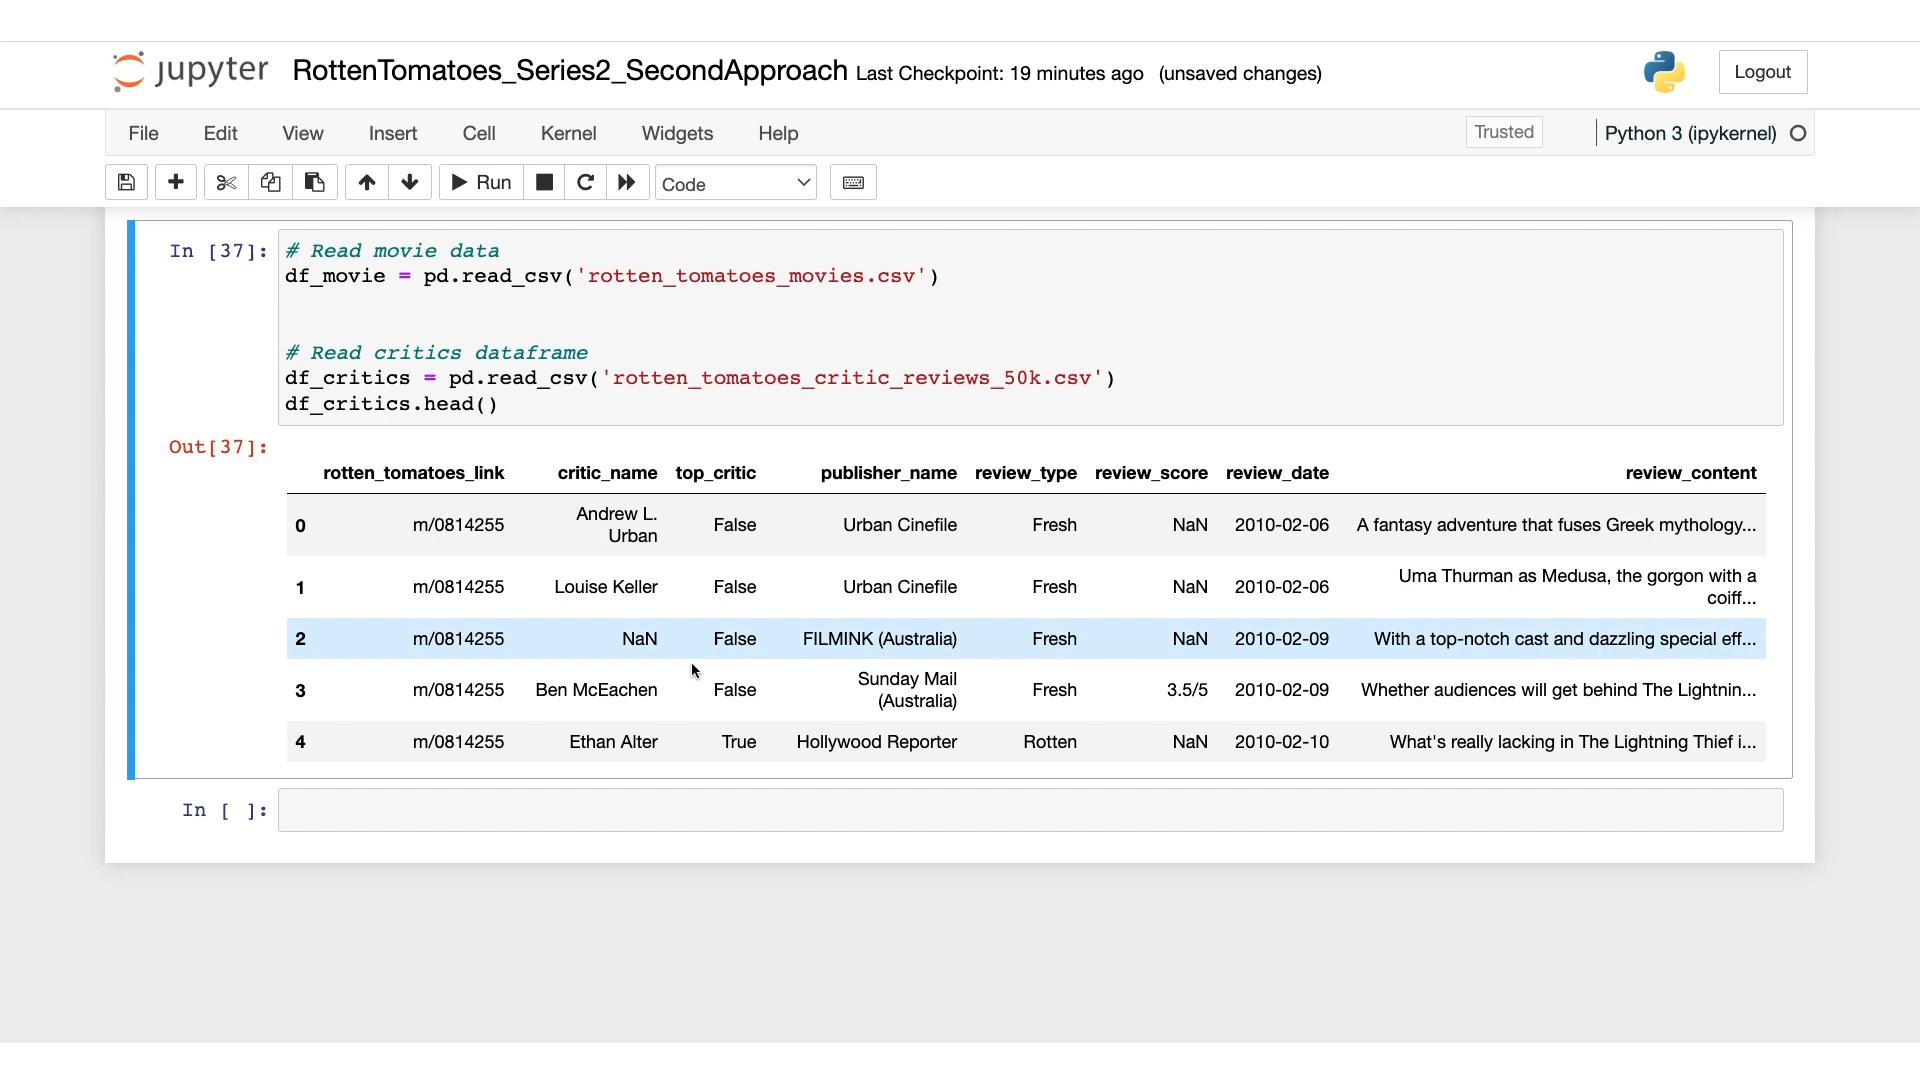 jupyter RottenTomatoes_Series2_SecondApproach Last Checkpoint: 19 minutes ago (unsaved changes) Logout
File Edit View Insert Cell Kernel Widgets Help Trusted Python 3 (ipykernel)
Run Code
In [37]: # Read movie data
df_movie = pd.read_csv('rotten_tomatoes_movies.csv')
# Read critics dataframe
df_critics = pd.read_csv('rotten_tomatoes_critic_reviews_50k.csv')
df_critics.head()
Out[37]:
rotten_tomatoes_link critic_name top_critic publisher_name review_type review_score review_date review_content
0 m/0814255 Andrew L. Urban False Urban Cinefile Fresh NaN 2010-02-06 A fantasy adventure that fuses Greek mythology...
1 m/0814255 Louise Keller False Urban Cinefile Fresh NaN 2010-02-06 Uma Thurman as Medusa, the gorgon with a coiff...
2 m/0814255 NaN False FILMINK (Australia) Fresh NaN 2010-02-09 With a top-notch cast and dazzling special eff...
3 m/0814255 Ben McEachen False Sunday Mail (Australia) Fresh 3.5/5 2010-02-09 Whether audiences will get behind The Lightnin...
4 m/0814255 Ethan Alter True Hollywood Reporter Rotten NaN 2010-02-10 What's really lacking in The Lightning Thief i...
In [ ]: